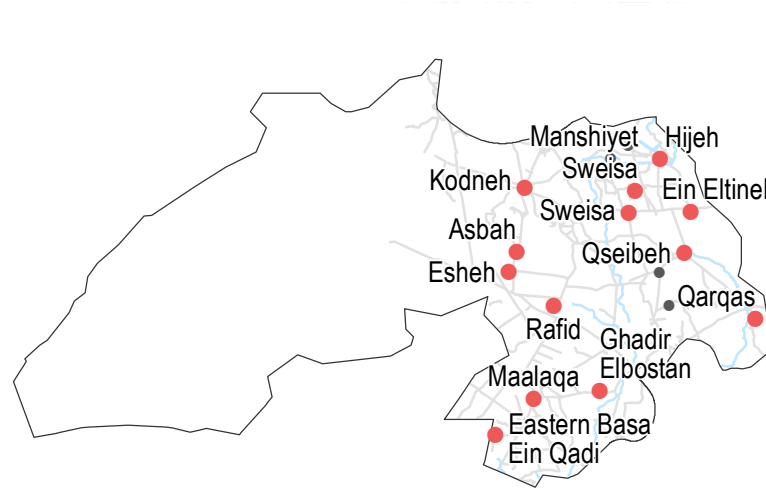 Manshiyet
Hijeh
Sweisa
Kodneh
Ein Eltineh
Sweisa
Asbah
Qseibeh
Esheh
Qarqas
Rafid
Ghadir
Elbostan
Maalaqa
Eastern Basa
Ein Qadi